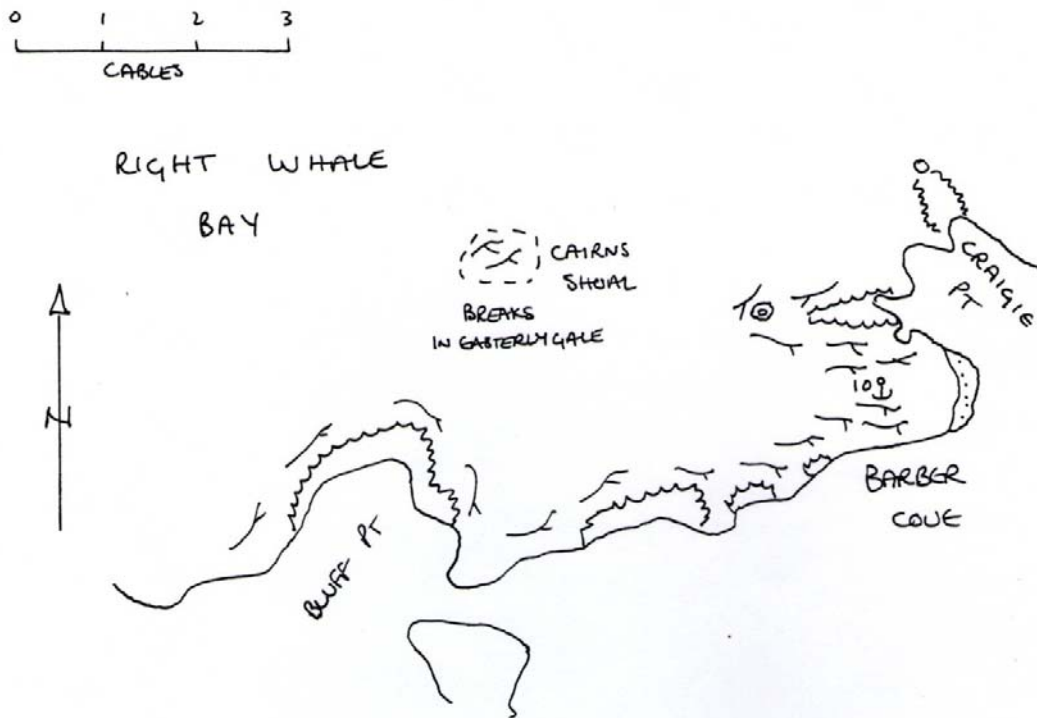 0 1 2 3
CABLES
RIGHT WHALE
BAY
CAIRNS
SHOAL
BREAKS
IN EASTERLY GALE
CRAIGIE
PT
10
N
BARBER
COVE
BLUFF PT